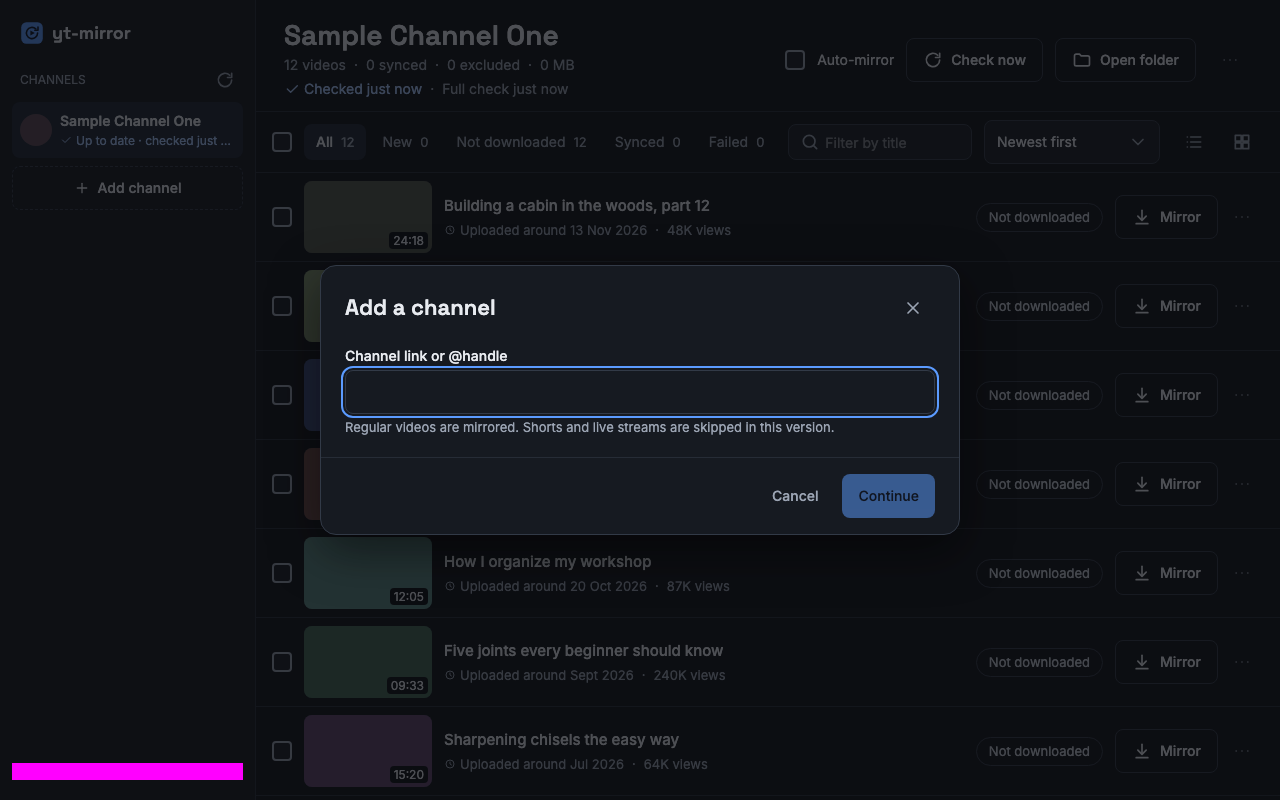 yt-mirror
CHANNELS
Sample Channel One
Up to date · checked just ...
Add channel
Sample Channel One
12 videos · 0 synced · 0 excluded · 0 MB
Checked just now · Full check just now
Auto-mirror
Check now
Open folder
All 12
New 0
Not downloaded 12
Synced 0
Failed 0
Filter by title
Newest first
24:18
Building a cabin in the woods, part 12
Uploaded around 13 Nov 2026 · 48K views
Not downloaded
Mirror
Not downloaded
Mirror
Add a channel
Channel link or @handle
Regular videos are mirrored. Shorts and live streams are skipped in this version.
Cancel
Continue
Not downloaded
Mirror
Not downloaded
Mirror
12:05
How I organize my workshop
Uploaded around 20 Oct 2026 · 87K views
Not downloaded
Mirror
09:33
Five joints every beginner should know
Uploaded around Sept 2026 · 240K views
Not downloaded
Mirror
15:20
Sharpening chisels the easy way
Uploaded around Jul 2026 · 64K views
Not downloaded
Mirror